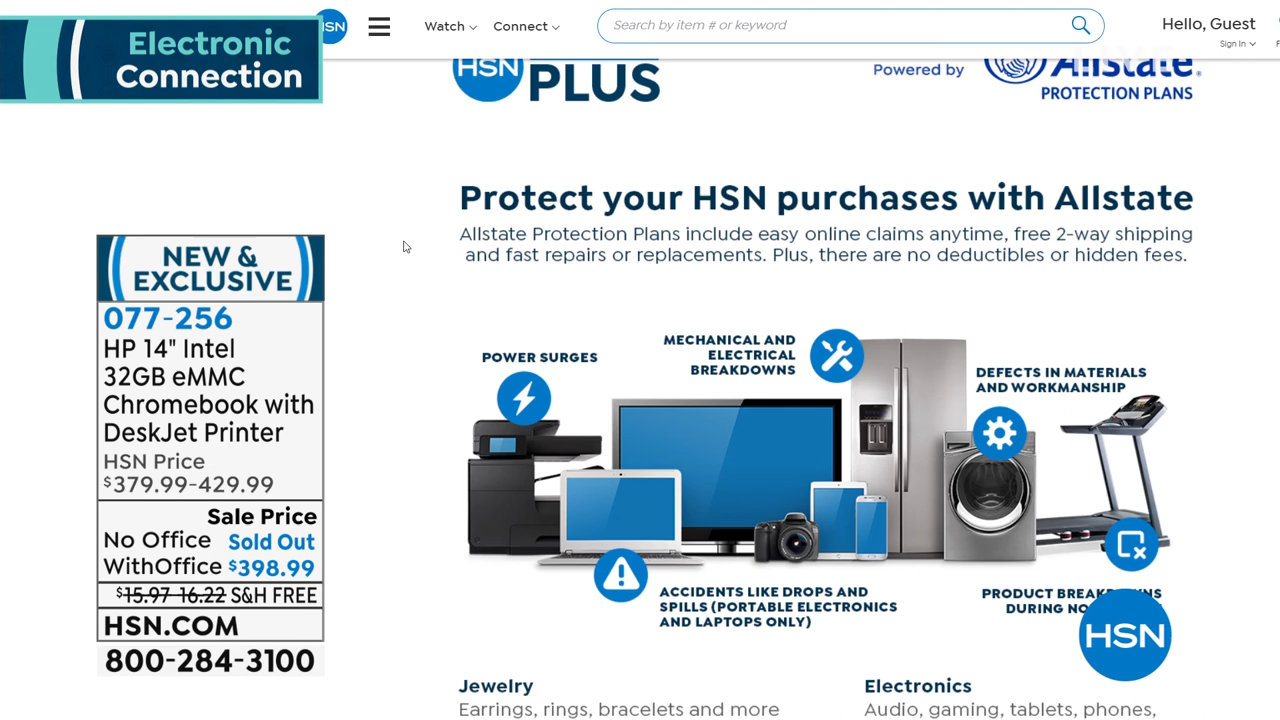 Electronic
Connection
HSN
Watch
Connect
Search by item # or keyword
Hello, Guest
Sign In
HSN
PLUS
Powered by
Allstate
PROTECTION PLANS
LIVE
Protect your HSN purchases with Allstate
Allstate Protection Plans include easy online claims anytime, free 2-way shipping
and fast repairs or replacements. Plus, there are no deductibles or hidden fees.
NEW &
EXCLUSIVE
077-256
HP 14" Intel
32GB eMMC
Chromebook with
DeskJet Printer
HSN Price
$379.99-429.99
Sale Price
No Office Sold Out
WithOffice $398.99
$15.97-16.22 S&H FREE
HSN.COM
800-284-3100
POWER SURGES
MECHANICAL AND
ELECTRICAL
BREAKDOWNS
DEFECTS IN MATERIALS
AND WORKMANSHIP
ACCIDENTS LIKE DROPS AND
SPILLS (PORTABLE ELECTRONICS
AND LAPTOPS ONLY)
PRODUCT
DURING
HSN
Jewelry
Earrings, rings, bracelets and more
Electronics
Audio, gaming, tablets, phones,